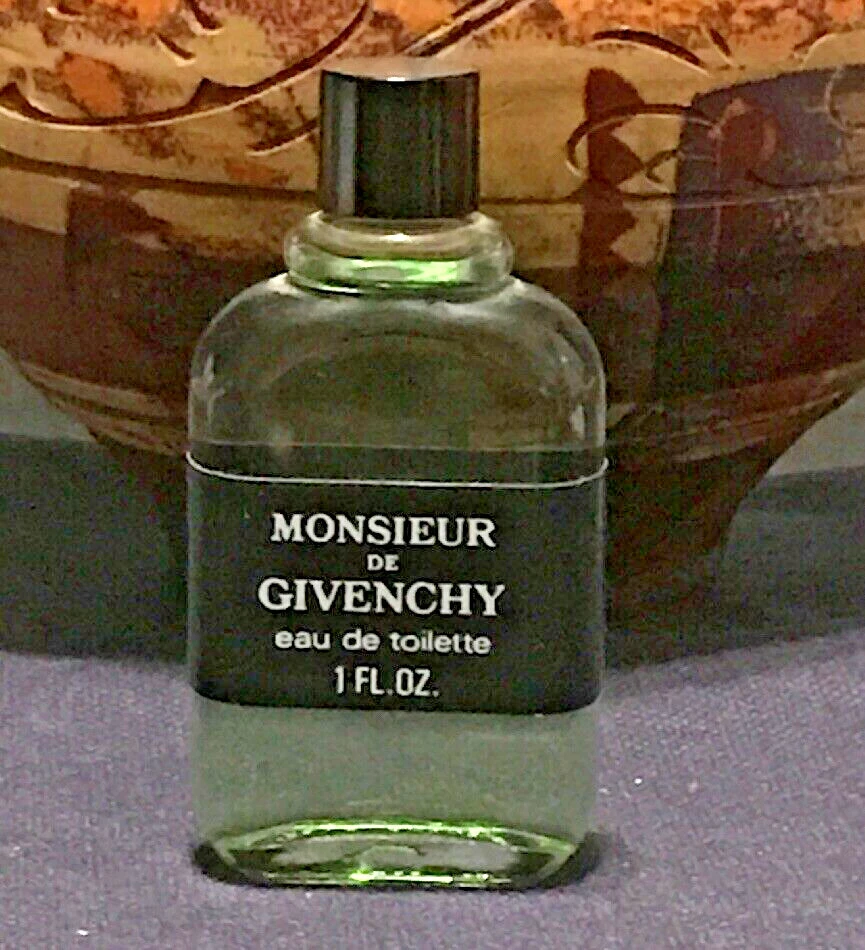 MONSIEUR
DE
GIVENCHY
eau de toilette
1 FL.OZ.